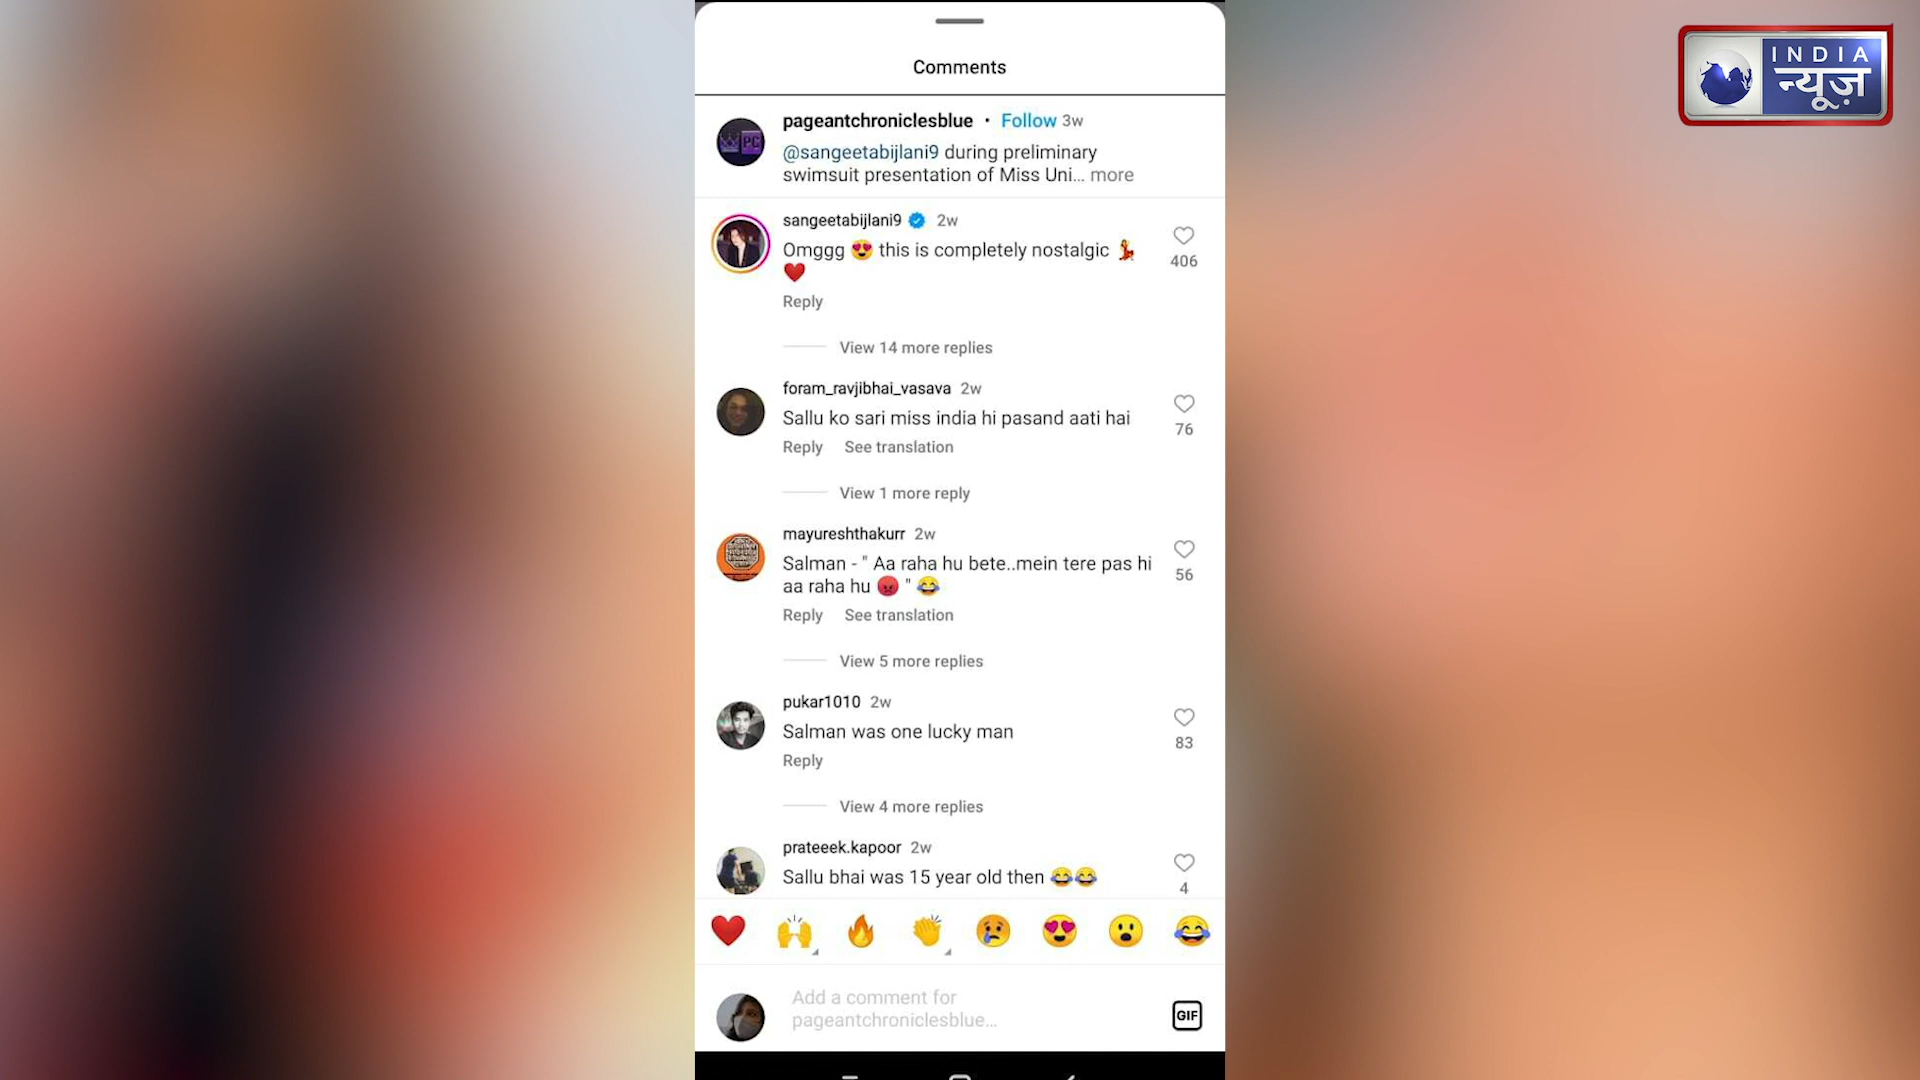 INDIA
न्यूज़
Comments
pageantchroniclesblue • Follow 3w
@sangeetabijlani9 during preliminary
swimsuit presentation of Miss Uni... more
sangeetabijlani9 2w
Omggg 😍 this is completely nostalgic 💃
❤️
406
Reply
View 14 more replies
foram_ravjibhai_vasava 2w
Sallu ko sari miss india hi pasand aati hai
76
Reply See translation
View 1 more reply
mayureshthakurr 2w
Salman - " Aa raha hu bete..mein tere pas hi
aa raha hu 😡 " 😂
56
Reply See translation
View 5 more replies
pukar1010 2w
Salman was one lucky man
83
Reply
View 4 more replies
prateeek.kapoor 2w
Sallu bhai was 15 year old then 😂😂
4
Add a comment for
pageantchroniclesblue...
GIF